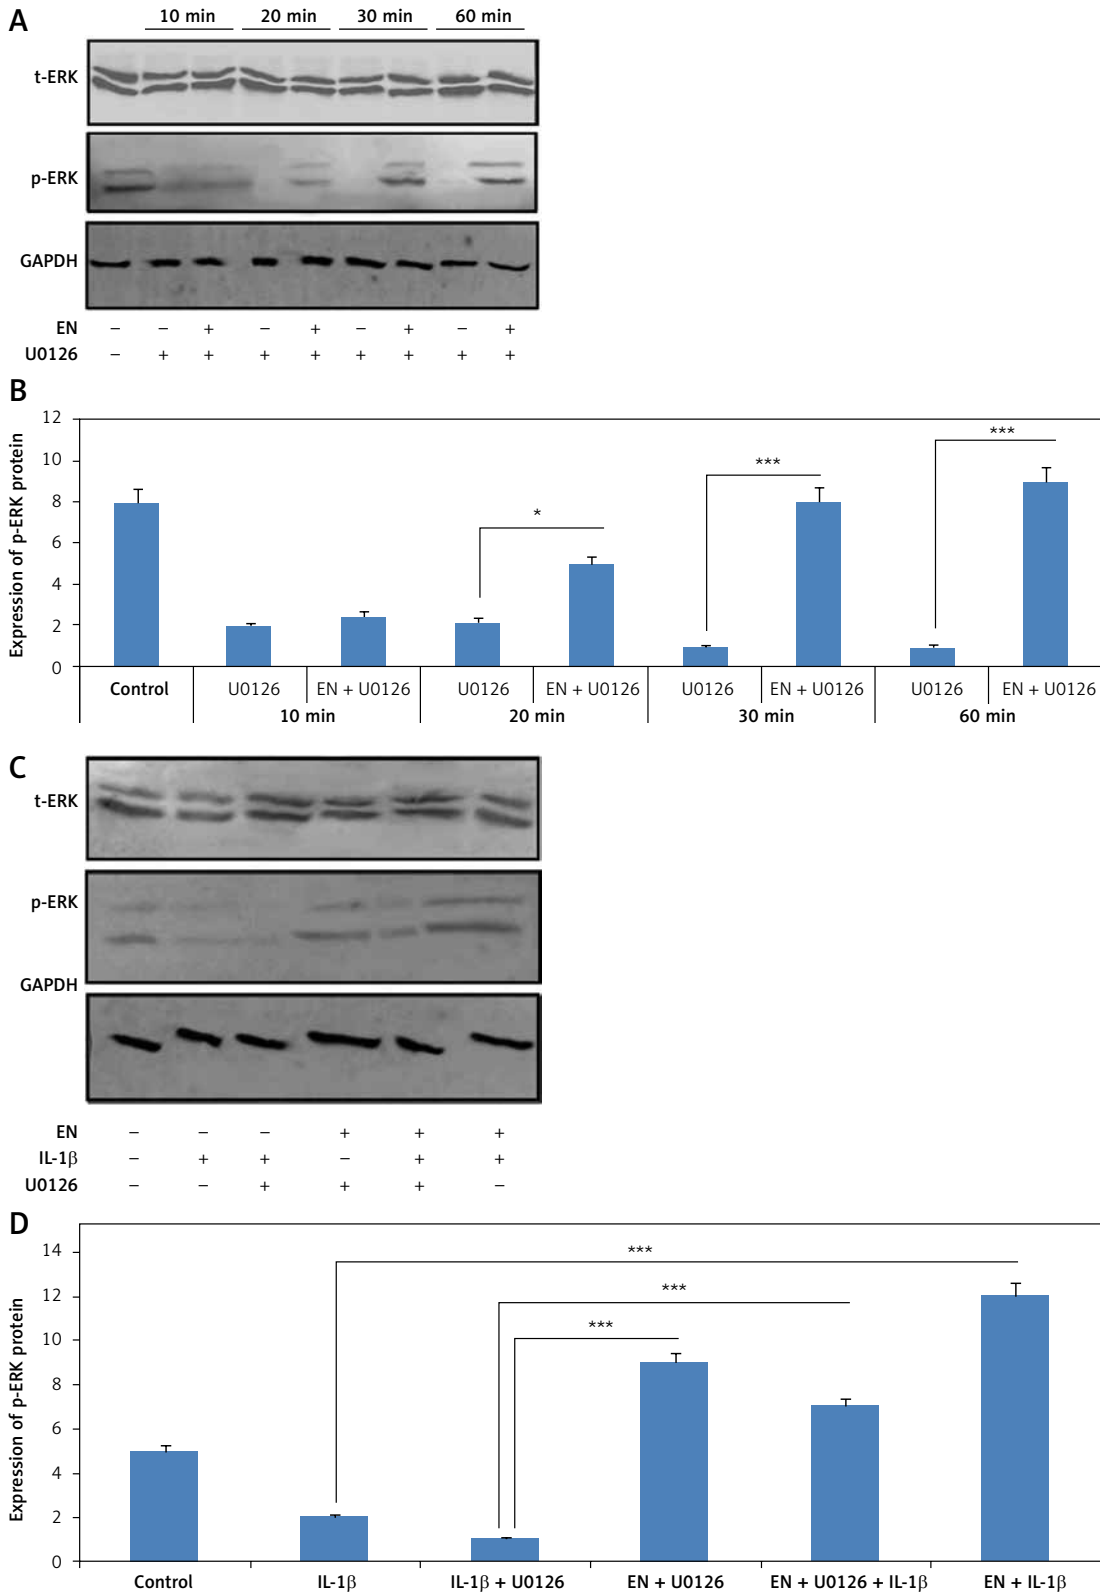 A
10 min 20 min 30 min 60 min
t-ERK
p-ERK
GAPDH
EN – – + – + – + – +
U0126 – + + + + + + + +
B
12
10
8
6
4
2
0
Expression of p-ERK protein
* *** ***
Control U0126 EN + U0126 U0126 EN + U0126 U0126 EN + U0126 U0126 EN + U0126
10 min 20 min 30 min 60 min
C
t-ERK
p-ERK
GAPDH
EN – – – + + +
IL-1β – + + – + +
U0126 – – + + + –
D
14
12
10
8
6
4
2
0
Expression of p-ERK protein
***
***
***
Control IL-1β IL-1β + U0126 EN + U0126 EN + U0126 + IL-1β EN + IL-1β